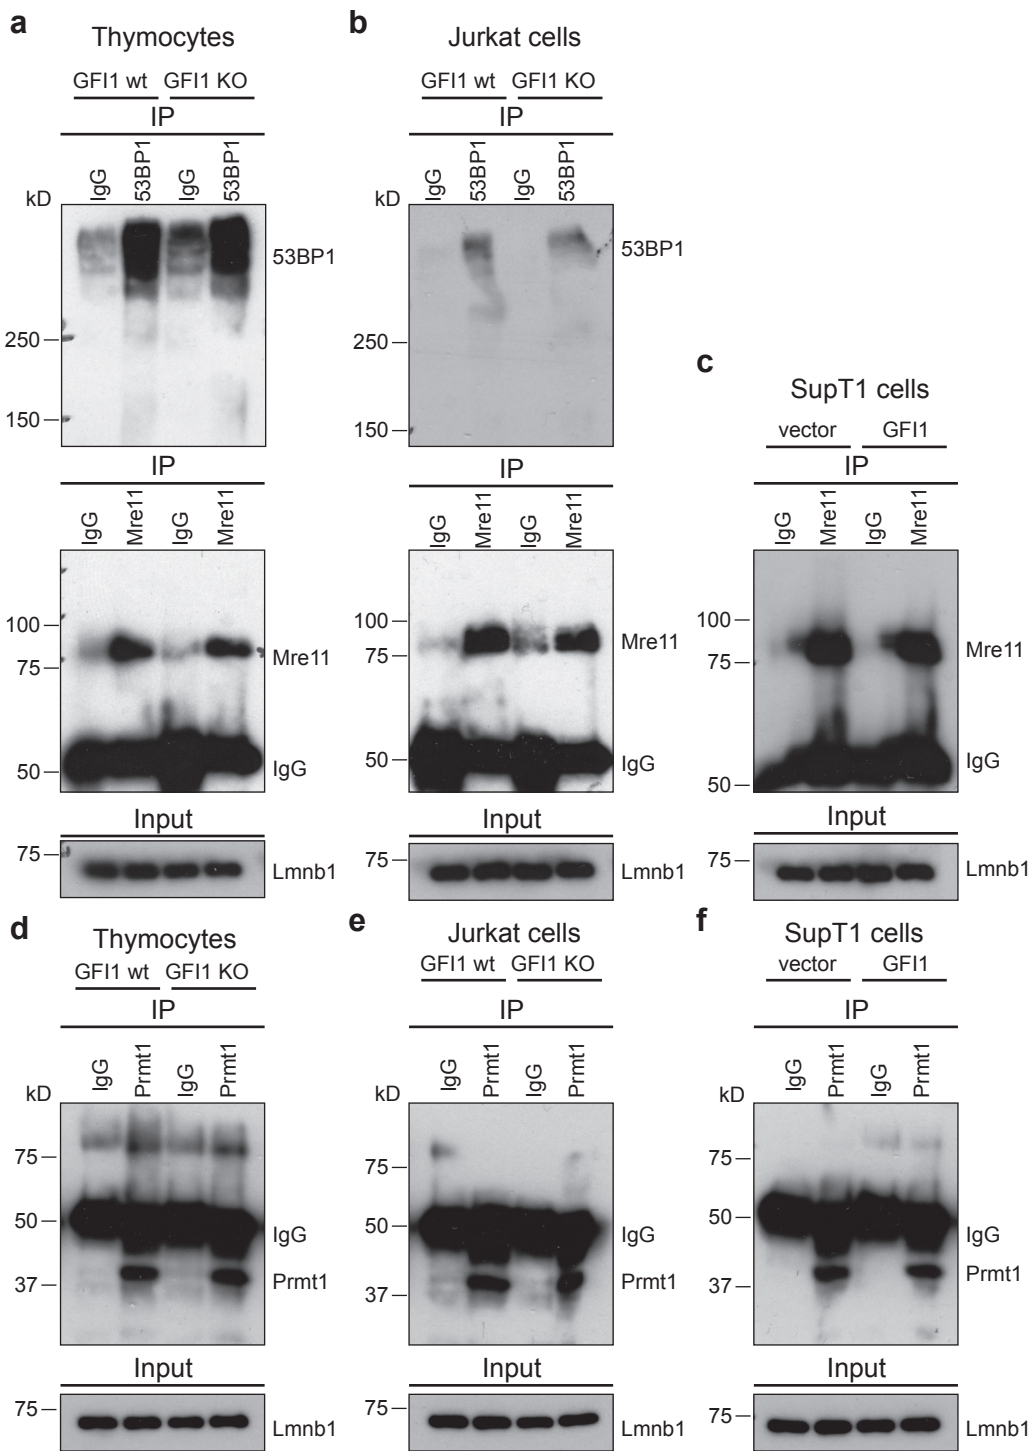 a
Thymocytes
GFI1 wt GFI1 KO
IP
IgG 53BP1 IgG 53BP1
kD
53BP1
250
150
IP
IgG Mre11 IgG Mre11
100
75
Mre11
50
IgG
Input
75
Lmnb1
b
Jurkat cells
GFI1 wt GFI1 KO
IP
IgG 53BP1 IgG 53BP1
kD
53BP1
250
150
IP
IgG Mre11 IgG Mre11
100
75
Mre11
50
IgG
Input
75
Lmnb1
c
SupT1 cells
vector GFI1
IP
IgG Mre11 IgG Mre11
100
75
Mre11
50
IgG
Input
75
Lmnb1
d
Thymocytes
GFI1 wt GFI1 KO
IP
IgG Prmt1 IgG Prmt1
kD
75
50
IgG
37
Prmt1
Input
75
Lmnb1
e
Jurkat cells
GFI1 wt GFI1 KO
IP
IgG Prmt1 IgG Prmt1
kD
75
50
IgG
37
Prmt1
Input
75
Lmnb1
f
SupT1 cells
vector GFI1
IP
IgG Prmt1 IgG Prmt1
kD
75
50
IgG
37
Prmt1
Input
75
Lmnb1